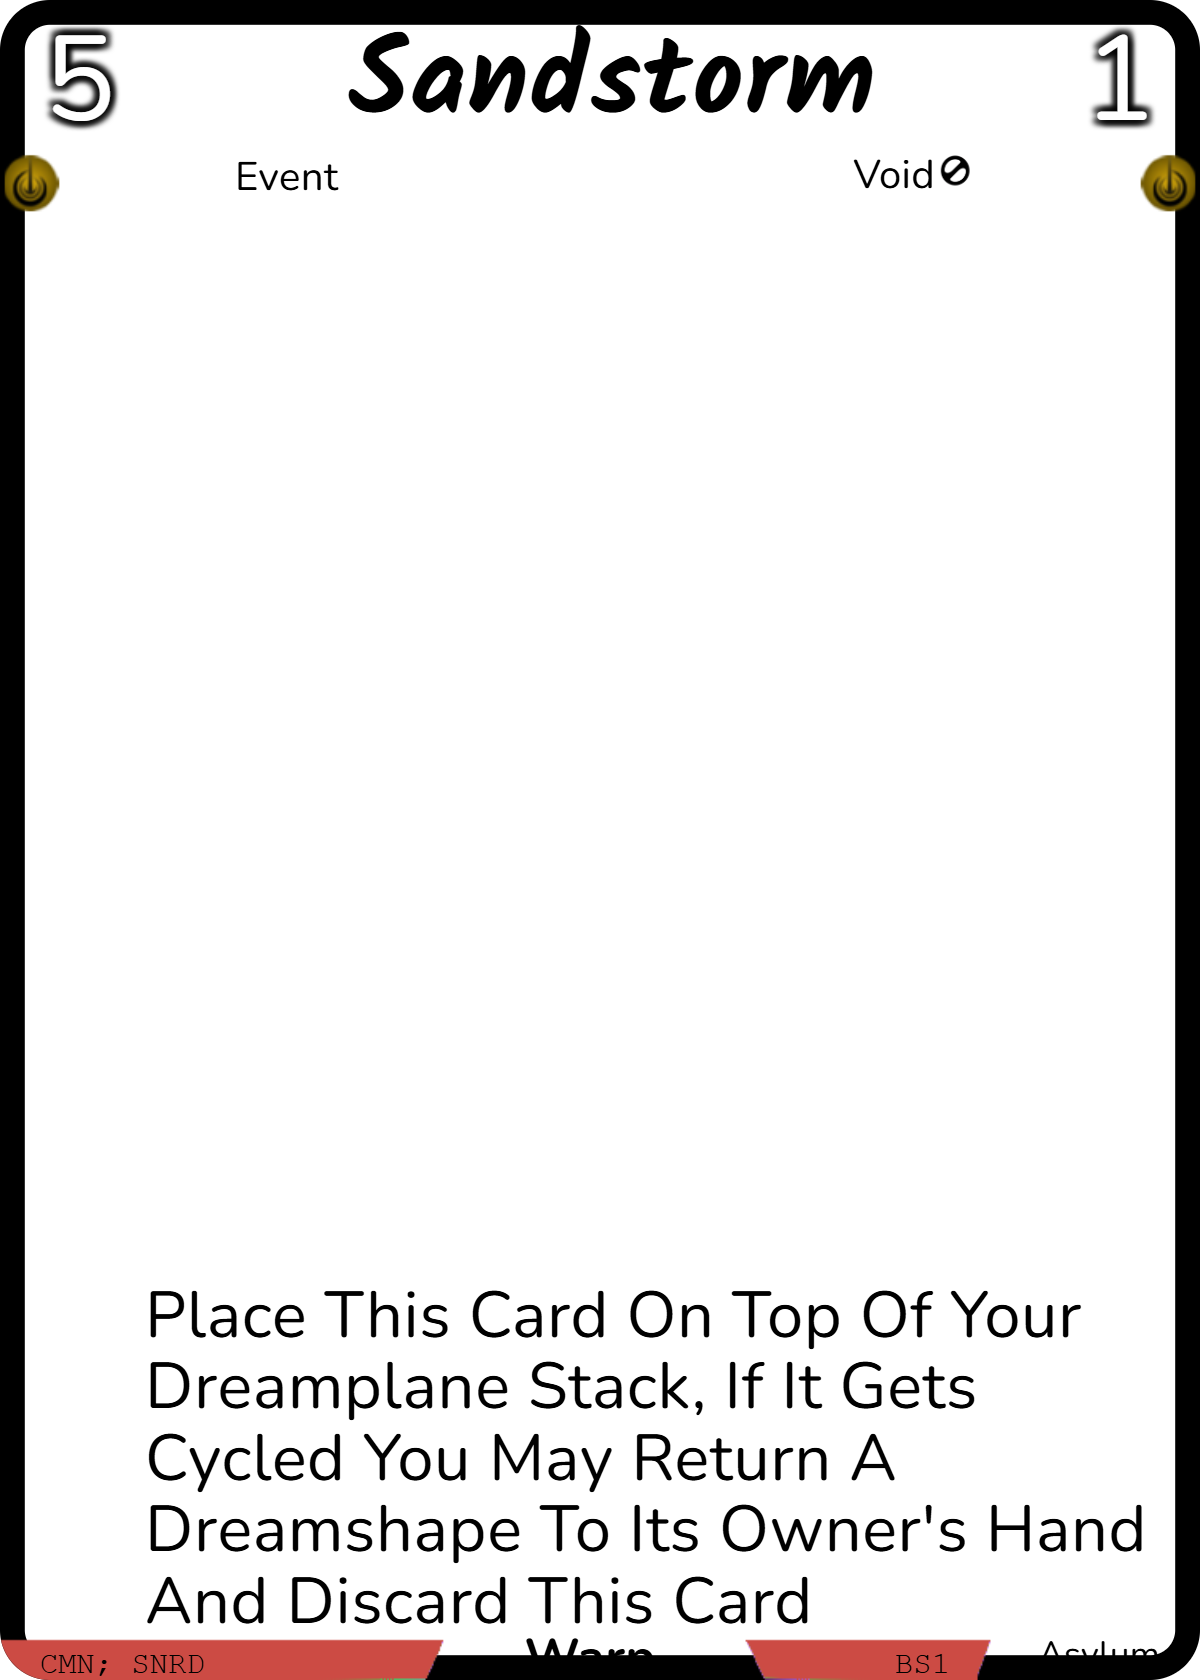 5 Sandstorm 1
Event Void
Place This Card On Top Of Your
Dreamplane Stack, If It Gets
Cycled You May Return A
Dreamshape To Its Owner's Hand
And Discard This Card
Warp Asylum
CMN; SNRD BS1